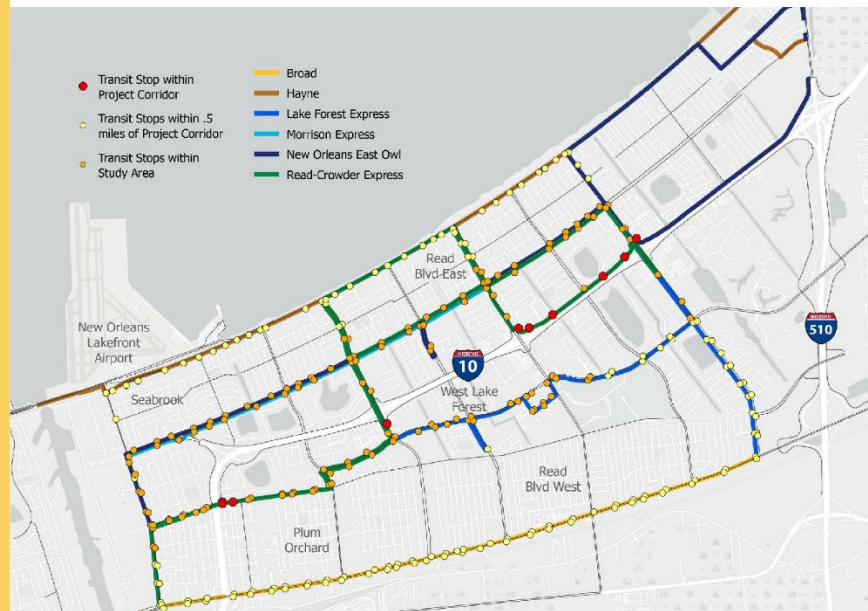 Transit Stop within
Project Corridor
Transit Stops within .5
miles of Project Corridor
Transit Stops within
Study Area
Broad
Hayne
Lake Forest Express
Morrison Express
New Orleans East Owl
Read-Crowder Express
Read
Blvd East
New Orleans
Lakefront
Airport
Seabrook
10
West Lake
Forest
510
Read
Blvd West
Plum
Orchard